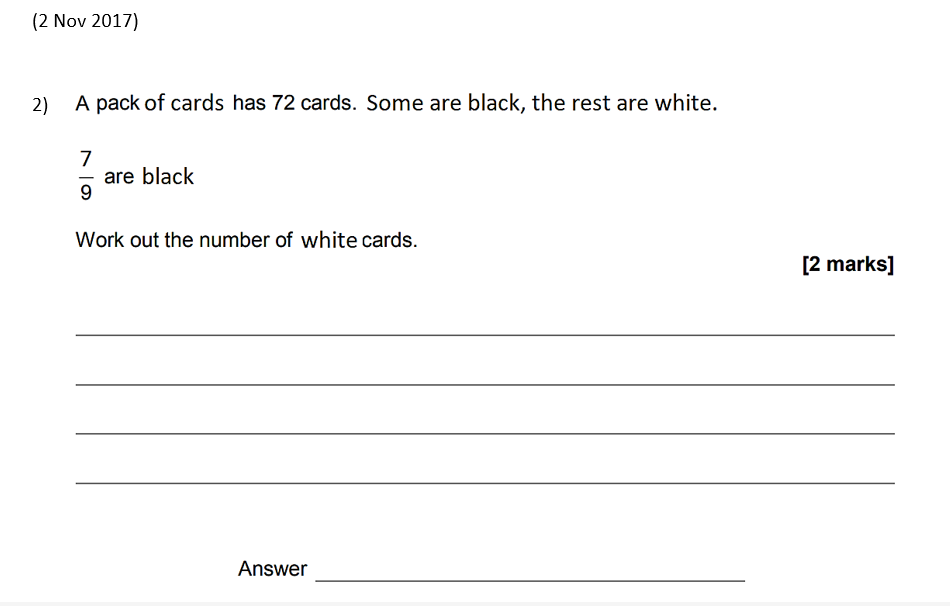 (2 Nov 2017)
2) A pack of cards has 72 cards. Some are black, the rest are white.
7
9 are black
Work out the number of white cards.
[2 marks]
Answer